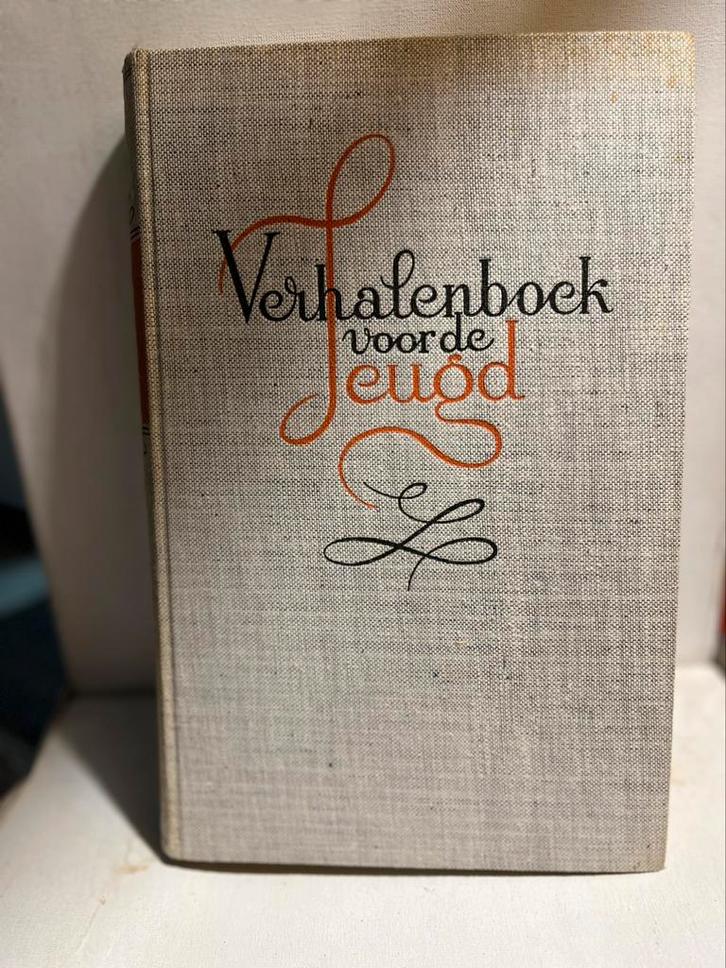 Verhalenboek
voor de
Jeugd